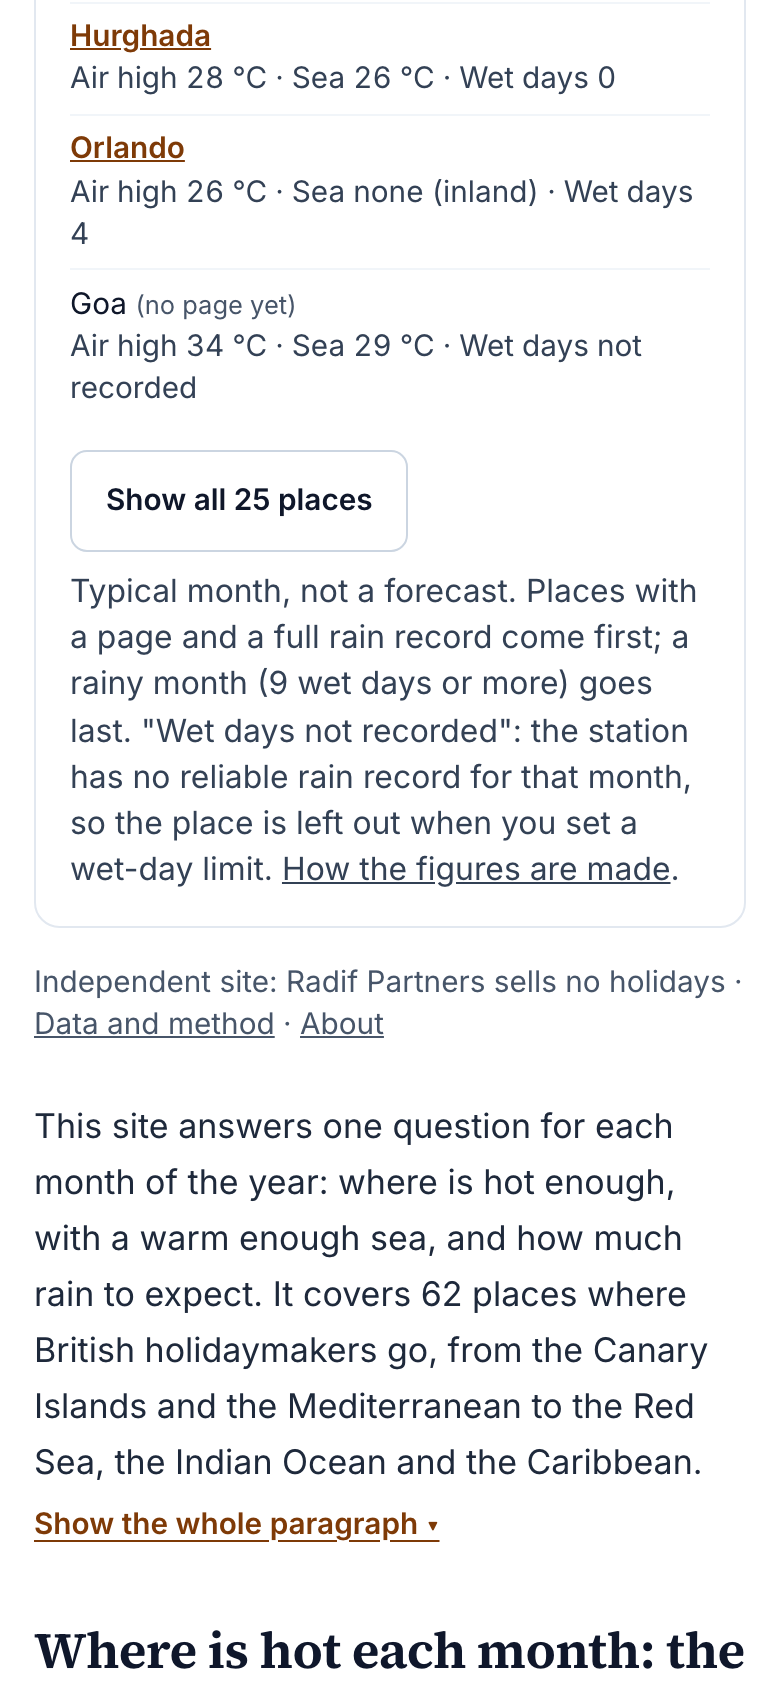 Hurghada
Air high 28 °C · Sea 26 °C · Wet days 0
Orlando
Air high 26 °C · Sea none (inland) · Wet days
4
Goa (no page yet)
Air high 34 °C · Sea 29 °C · Wet days not
recorded
Show all 25 places
Typical month, not a forecast. Places with
a page and a full rain record come first; a
rainy month (9 wet days or more) goes
last. "Wet days not recorded": the station
has no reliable rain record for that month,
so the place is left out when you set a
wet-day limit. How the figures are made.
Independent site: Radif Partners sells no holidays ·
Data and method · About
This site answers one question for each
month of the year: where is hot enough,
with a warm enough sea, and how much
rain to expect. It covers 62 places where
British holidaymakers go, from the Canary
Islands and the Mediterranean to the Red
Sea, the Indian Ocean and the Caribbean.
Show the whole paragraph ▾
Where is hot each month: the